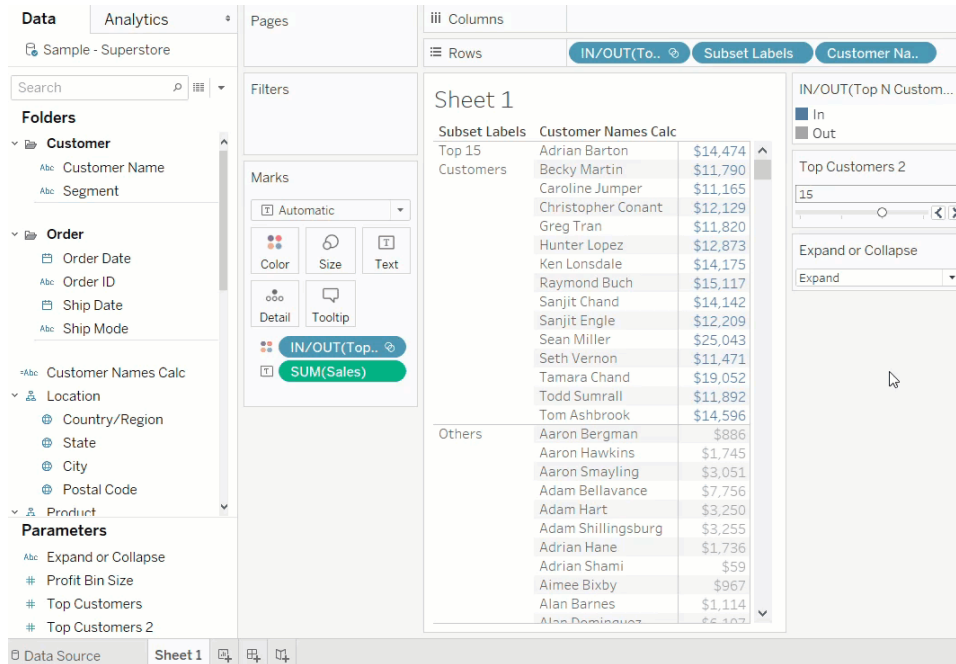 Data
Analytics
Sample - Superstore
Search
Folders
Customer
Abc Customer Name
Abc Segment
Order
Order Date
Abc Order ID
Ship Date
Abc Ship Mode
=Abc Customer Names Calc
Location
Country/Region
State
City
Postal Code
Product
Parameters
Abc Expand or Collapse
# Profit Bin Size
# Top Customers
# Top Customers 2
Pages
Filters
Marks
T Automatic
Color Size Text
Detail Tooltip
IN/OUT(Top..
T SUM(Sales)
iii Columns
Rows IN/OUT(To.. Subset Labels Customer Na..
Sheet 1
Subset Labels Customer Names Calc
Top 15 Adrian Barton $14,474
Customers Becky Martin $11,790
Caroline Jumper $11,165
Christopher Conant $12,129
Greg Tran $11,820
Hunter Lopez $12,873
Ken Lonsdale $14,175
Raymond Buch $15,117
Sanjit Chand $14,142
Sanjit Engle $12,209
Sean Miller $25,043
Seth Vernon $11,471
Tamara Chand $19,052
Todd Sumrall $11,892
Tom Ashbrook $14,596
Others Aaron Bergman $886
Aaron Hawkins $1,745
Aaron Smayling $3,051
Adam Bellavance $7,756
Adam Hart $3,250
Adam Shillingsburg $3,255
Adrian Hane $1,736
Adrian Shami $59
Aimee Bixby $967
Alan Barnes $1,114
Alan Dominguez
IN/OUT(Top N Custom...
In
Out
Top Customers 2
15
Expand or Collapse
Expand
Data Source
Sheet 1